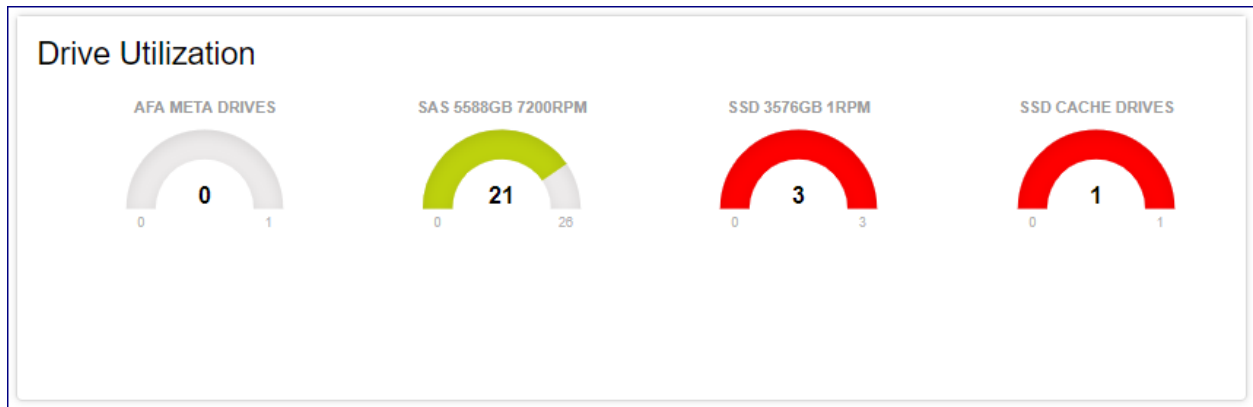 Drive Utilization
AFA META DRIVES
0
0 1
SAS 5588GB 7200RPM
21
0 26
SSD 3576GB 1RPM
3
0 3
SSD CACHE DRIVES
1
0 1